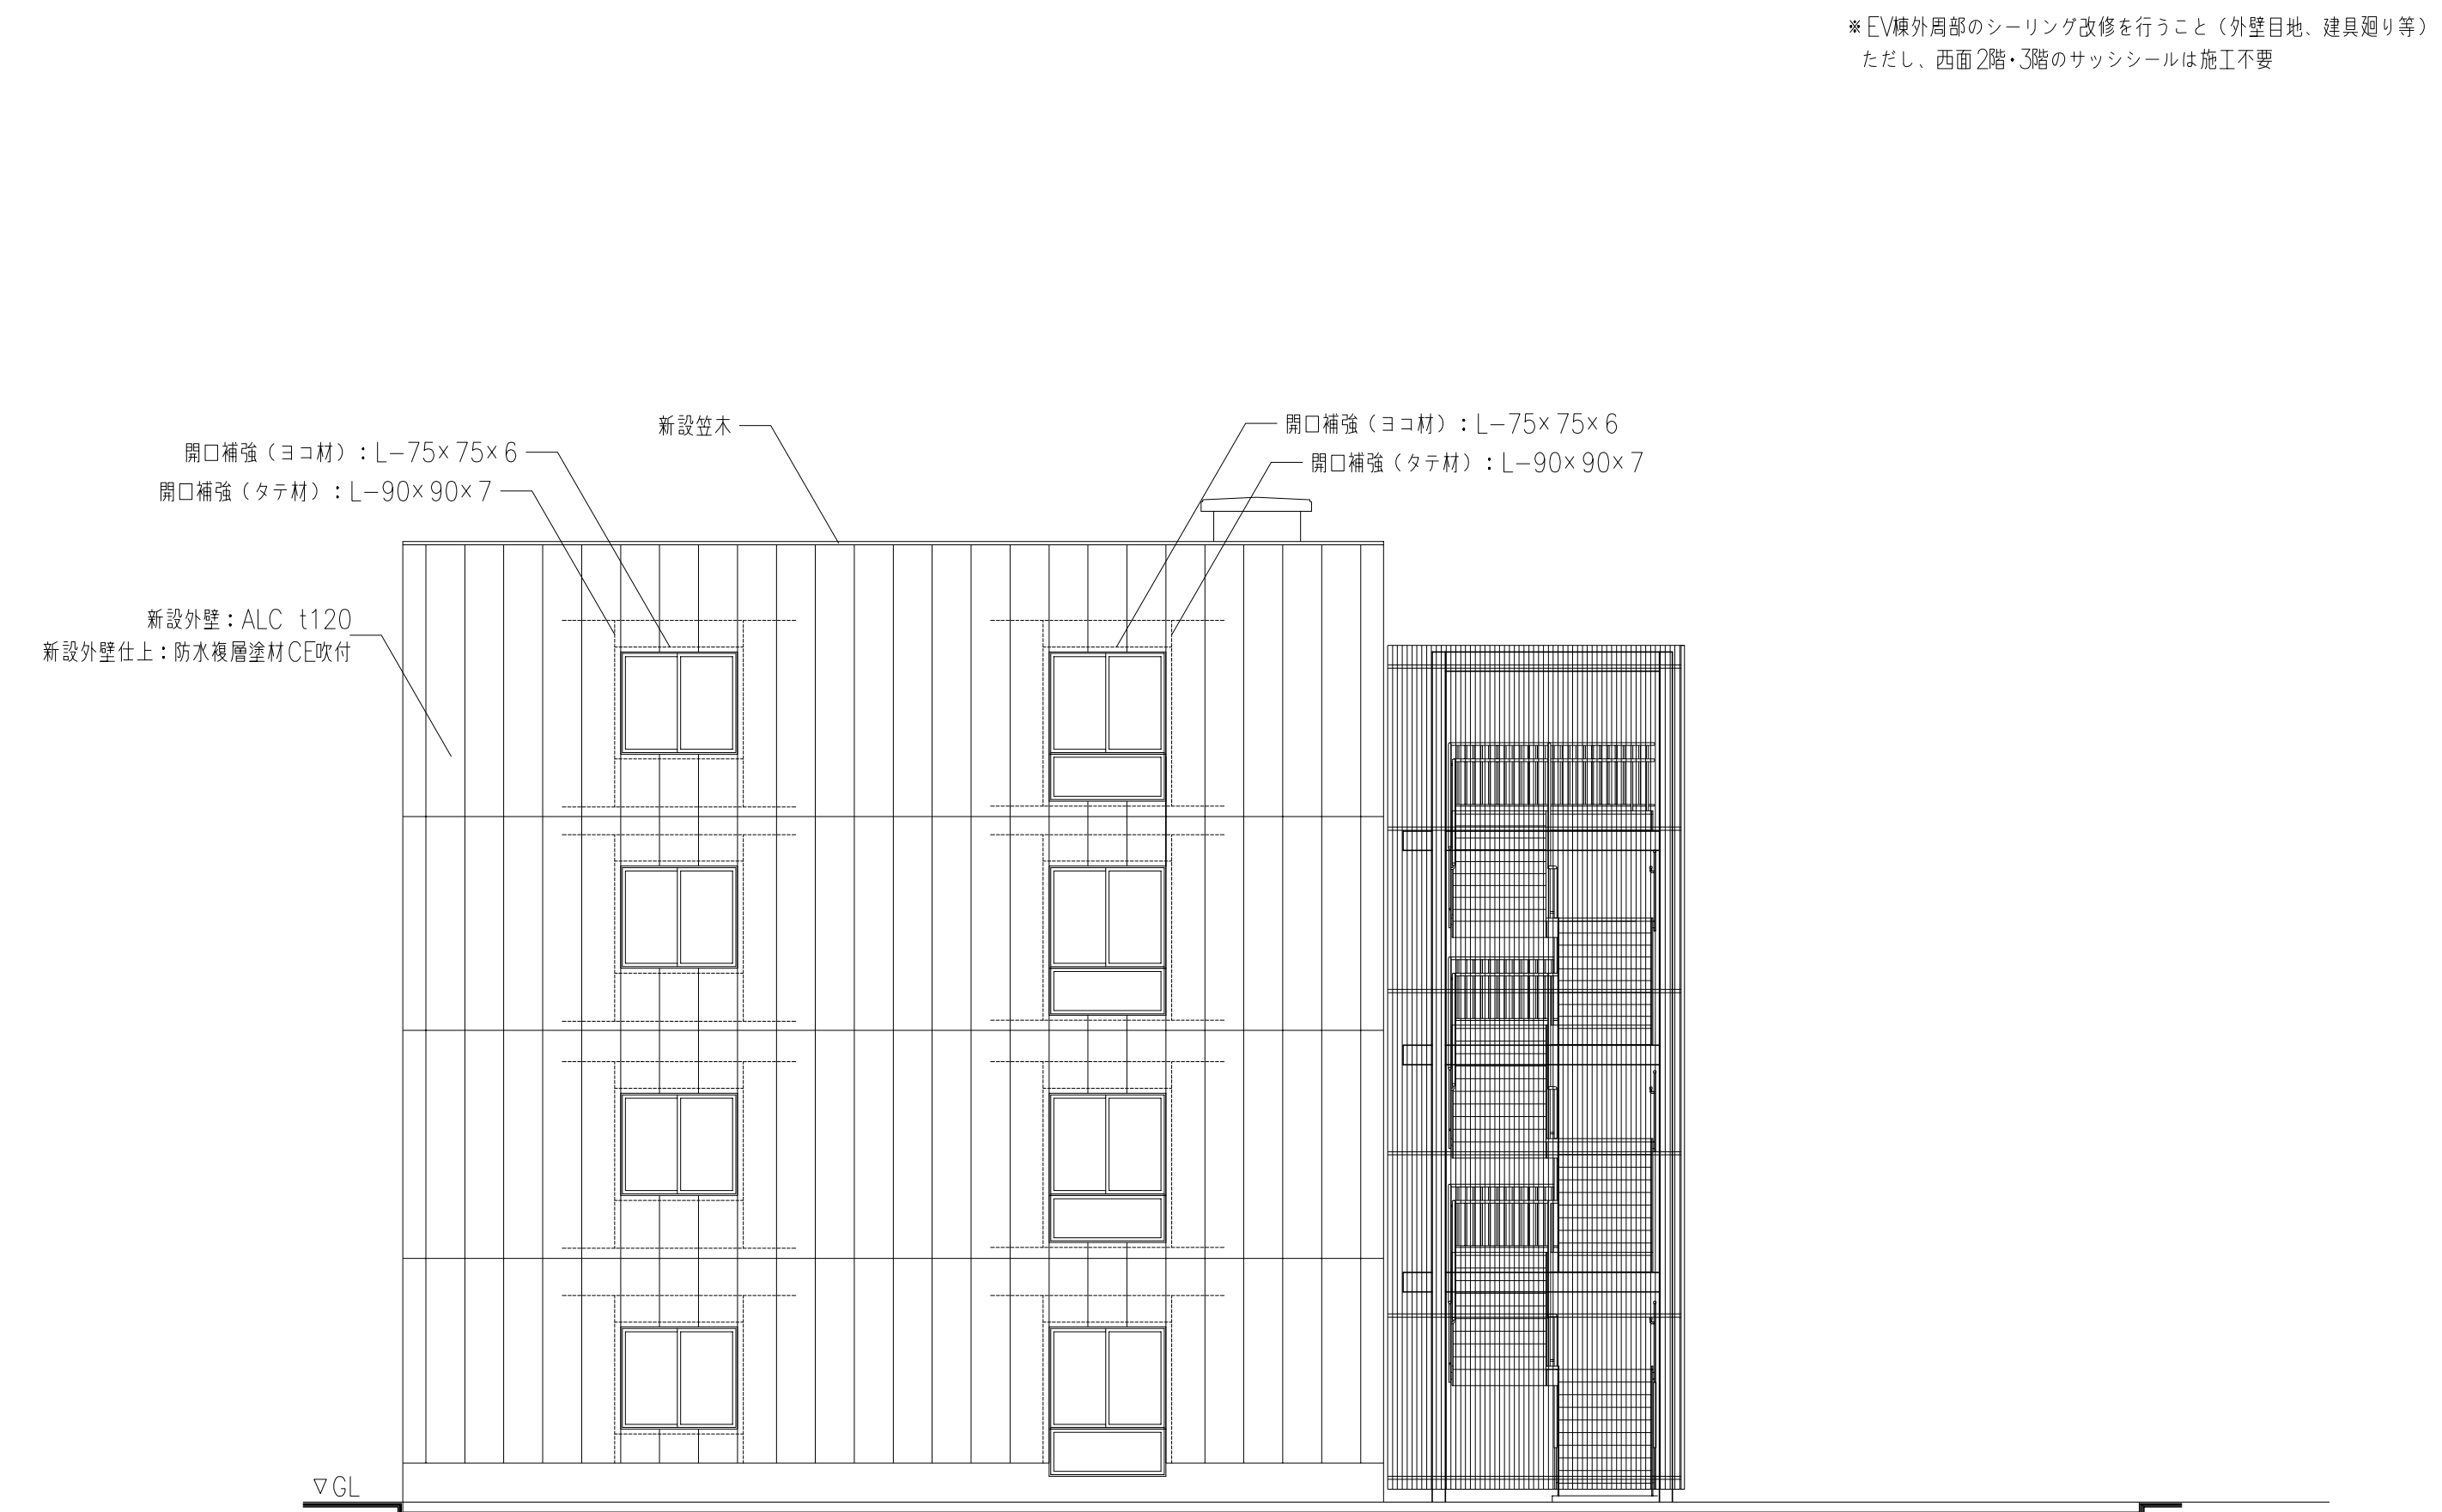 ※EV棟外周部のシーリング改修を行うこと（外壁目地、建具廻り等）
ただし、西面2階・3階のサッシシールは施工不要
新設笠木
開口補強（ヨコ材）：L-75×75×6
開口補強（タテ材）：L-90×90×7
開口補強（ヨコ材）：L-75×75×6
開口補強（タテ材）：L-90×90×7
新設外壁：ALC t120
新設外壁仕上：防水複層塗材CE吹付
▽GL